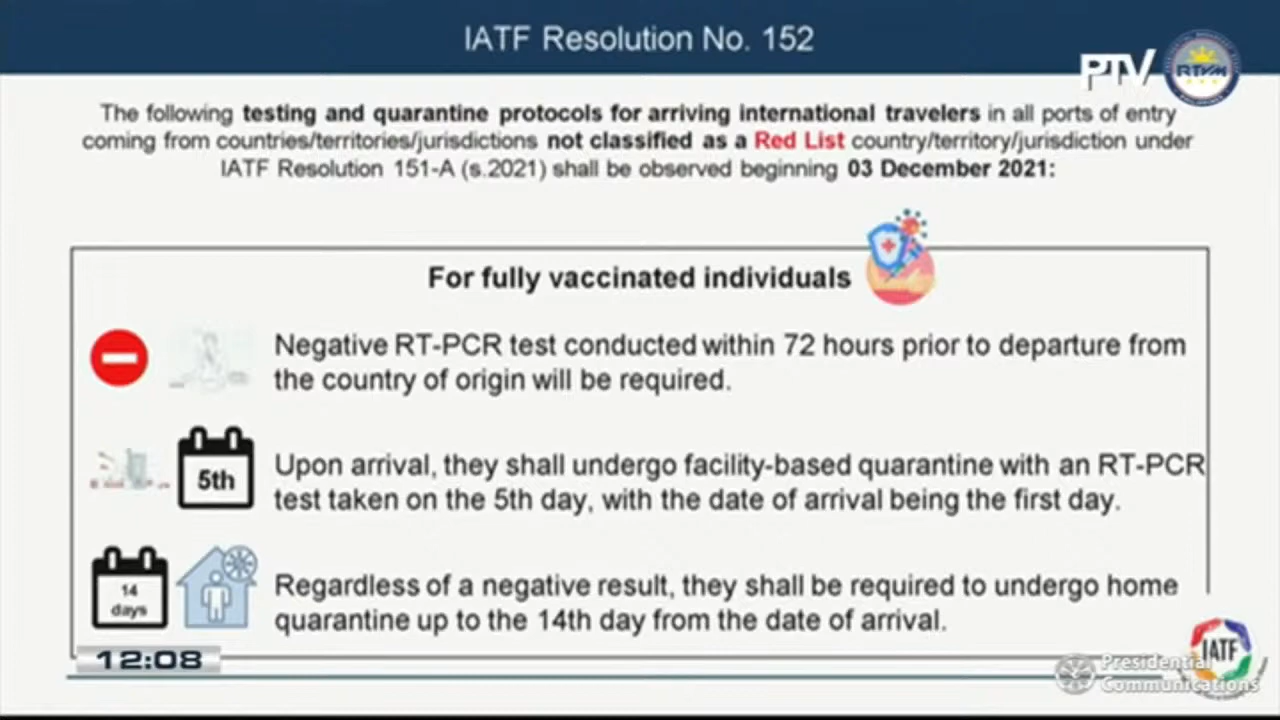 IATF Resolution No. 152
PTV
RTVM
The following testing and quarantine protocols for arriving international travelers in all ports of entry
coming from countries/territories/jurisdictions not classified as a Red List country/territory/jurisdiction under
IATF Resolution 151-A (s.2021) shall be observed beginning 03 December 2021:
For fully vaccinated individuals
Negative RT-PCR test conducted within 72 hours prior to departure from
the country of origin will be required.
5th
Upon arrival, they shall undergo facility-based quarantine with an RT-PCR
test taken on the 5th day, with the date of arrival being the first day.
14
days
Regardless of a negative result, they shall be required to undergo home
quarantine up to the 14th day from the date of arrival.
12:08
IATF
Presidential
Communications